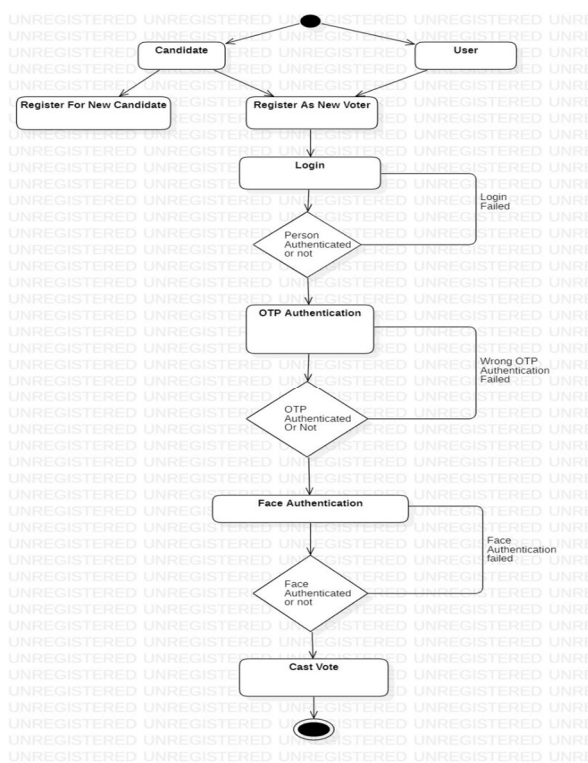 Candidate
User
Register For New Candidate
Register As New Voter
Login
Login
Failed
Person
Authenticated
or not
OTP Authentication
Wrong OTP
Authentication
Failed
OTP
Authenticated
Or Not
Face Authentication
Face
Authentication
failed
Face
Authenticated
or not
Cast Vote
UNREGISTERED